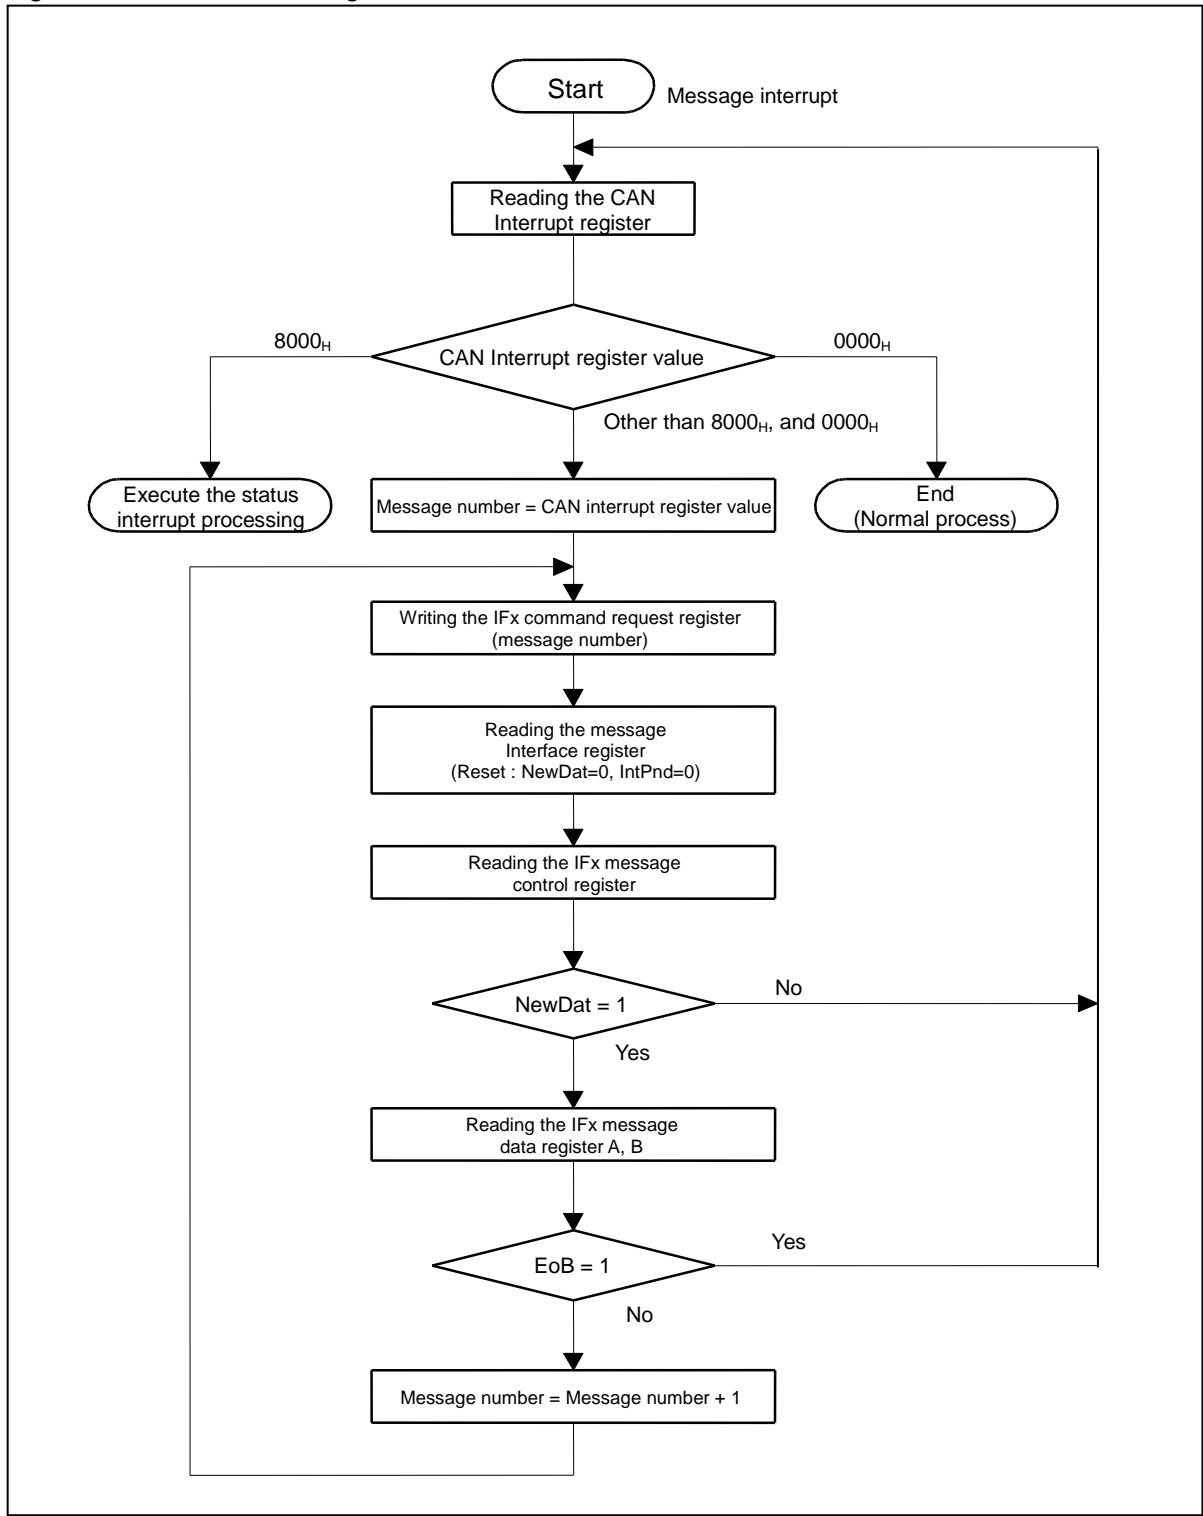 Start
Message interrupt
Reading the CAN
Interrupt register
8000H
CAN Interrupt register value
0000H
Other than 8000H, and 0000H
Execute the status
interrupt processing
Message number = CAN interrupt register value
End
(Normal process)
Writing the IFx command request register
(message number)
Reading the message
Interface register
(Reset : NewDat=0, IntPnd=0)
Reading the IFx message
control register
NewDat = 1
No
Yes
Reading the IFx message
data register A, B
EoB = 1
Yes
No
Message number = Message number + 1